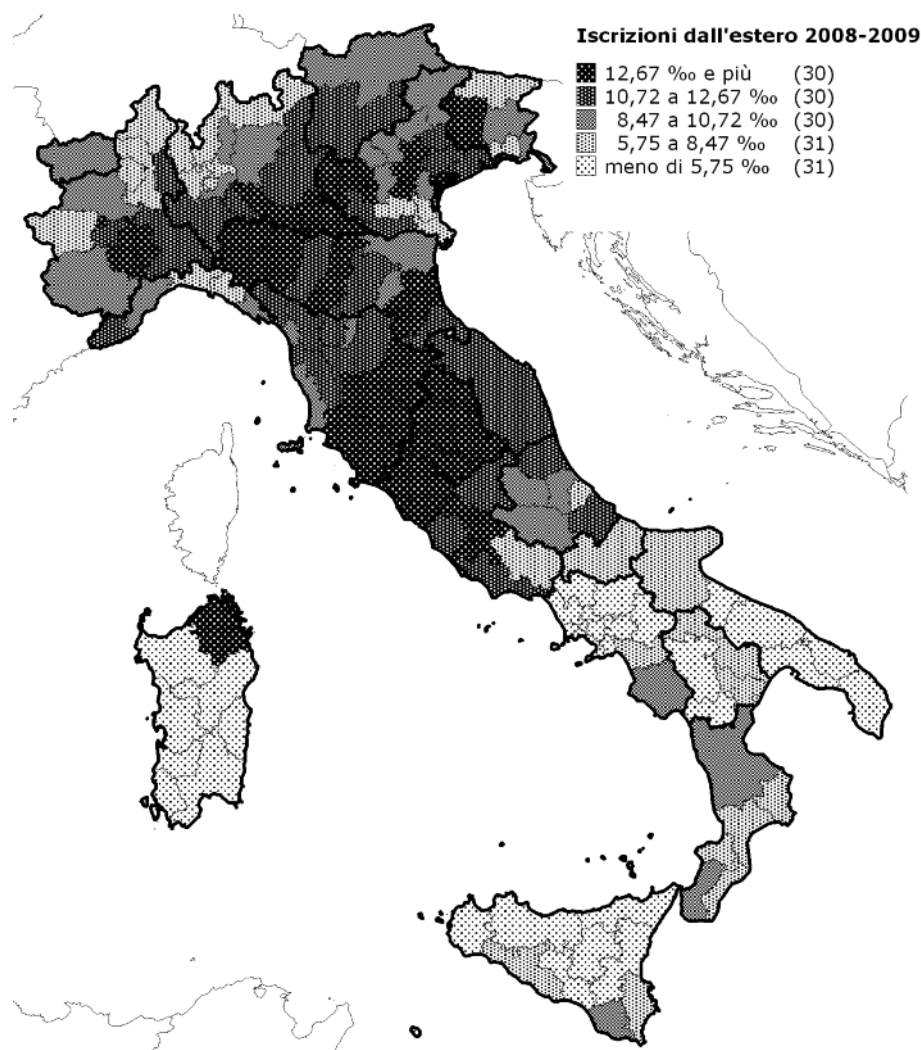 Iscrizioni dall'estero 2008-2009
12,67 ‰ e più (30)
10,72 a 12,67 ‰ (30)
8,47 a 10,72 ‰ (30)
5,75 a 8,47 ‰ (31)
meno di 5,75 ‰ (31)